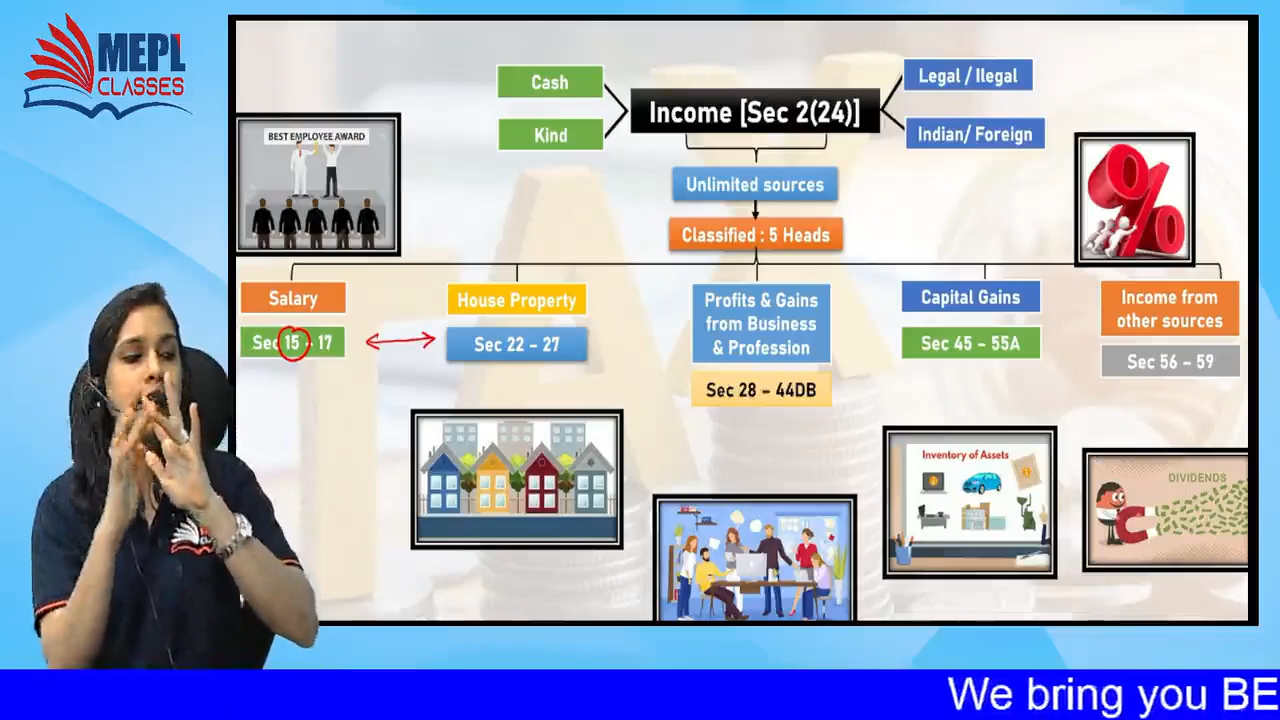 MEPL
CLASSES
Cash
Kind
Income [Sec 2(24)]
Legal / Ilegal
Indian/ Foreign
BEST EMPLOYEE AWARD
Unlimited sources
Classified : 5 Heads
Salary
Sec 15 - 17
House Property
Sec 22 – 27
Profits & Gains
from Business
& Profession
Sec 28 – 44DB
Capital Gains
Sec 45 – 55A
Income from
other sources
Sec 56 – 59
Inventory of Assets
DIVIDENDS
We bring you BE